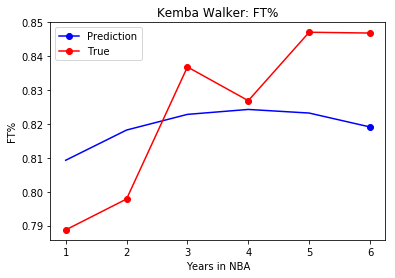 Kemba Walker: FT%
Prediction
True
FT%
0.85
0.84
0.83
0.82
0.81
0.80
0.79
1 2 3 4 5 6
Years in NBA